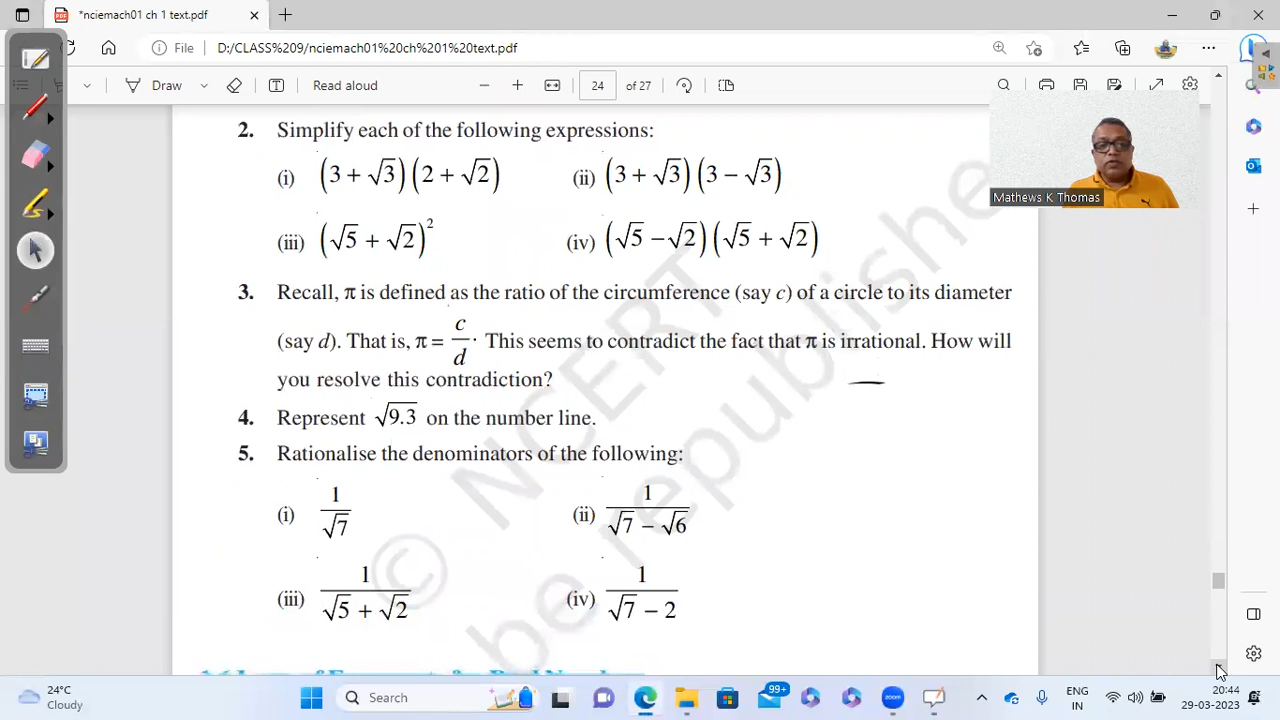 *nciemach01 ch 1 text.pdf
File D:/CLASS%209/nciemach01%20ch%201%20text.pdf
Draw Read aloud 24 of 27
2. Simplify each of the following expressions:
(i) (3 + √3)(2 + √2) (ii) (3 + √3)(3 − √3)
(iii) (√5 + √2)² (iv) (√5 − √2)(√5 + √2)
Mathews K Thomas
3. Recall, π is defined as the ratio of the circumference (say c) of a circle to its diameter
(say d). That is, π = c/d. This seems to contradict the fact that π is irrational. How will
you resolve this contradiction?
4. Represent √9.3 on the number line.
5. Rationalise the denominators of the following:
(i) 1/√7 (ii) 1/(√7 − √6)
(iii) 1/(√5 + √2) (iv) 1/(√7 − 2)
© NCERT
be republishe
24°C
Cloudy
Search
99+
ENG
IN
20:44
29-03-2023